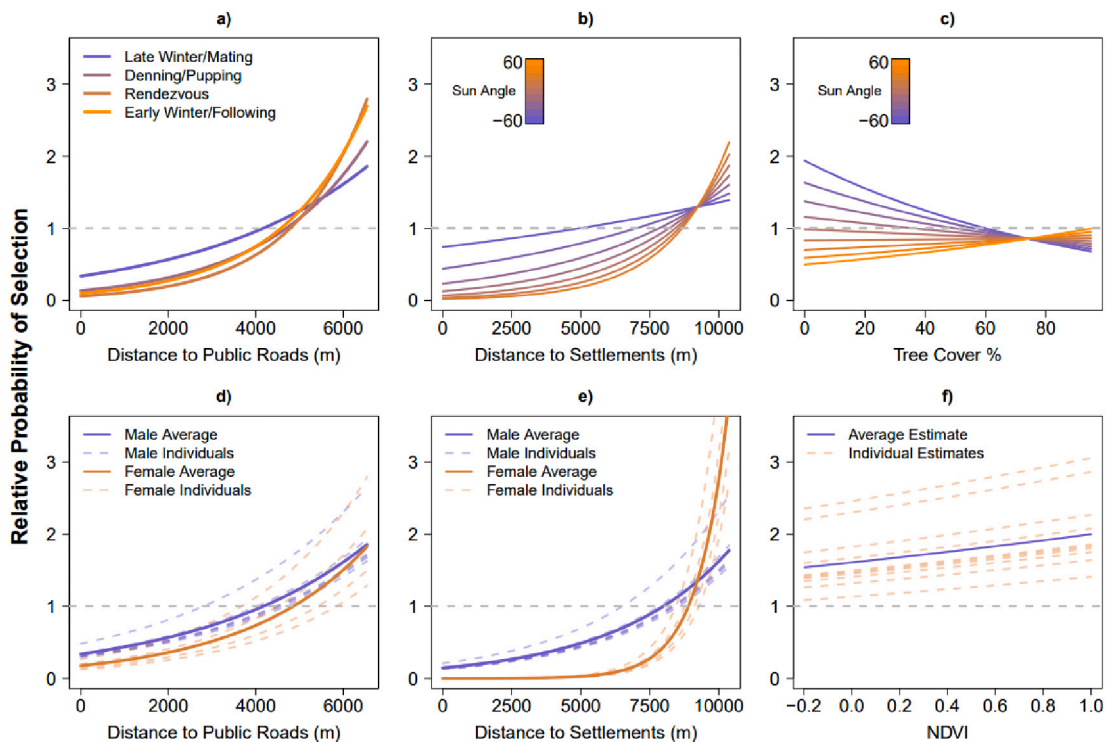 Relative Probability of Selection
a)
Late Winter/Mating
Denning/Pupping
Rendezvous
Early Winter/Following
3
2
1
0
0 2000 4000 6000
Distance to Public Roads (m)
b)
60
Sun Angle
−60
3
2
1
0
0 2500 5000 7500 10000
Distance to Settlements (m)
c)
60
Sun Angle
−60
3
2
1
0
0 20 40 60 80
Tree Cover %
d)
Male Average
Male Individuals
Female Average
Female Individuals
3
2
1
0
0 2000 4000 6000
Distance to Public Roads (m)
e)
Male Average
Male Individuals
Female Average
Female Individuals
3
2
1
0
0 2500 5000 7500 10000
Distance to Settlements (m)
f)
Average Estimate
Individual Estimates
3
2
1
0
−0.2 0.0 0.2 0.4 0.6 0.8 1.0
NDVI